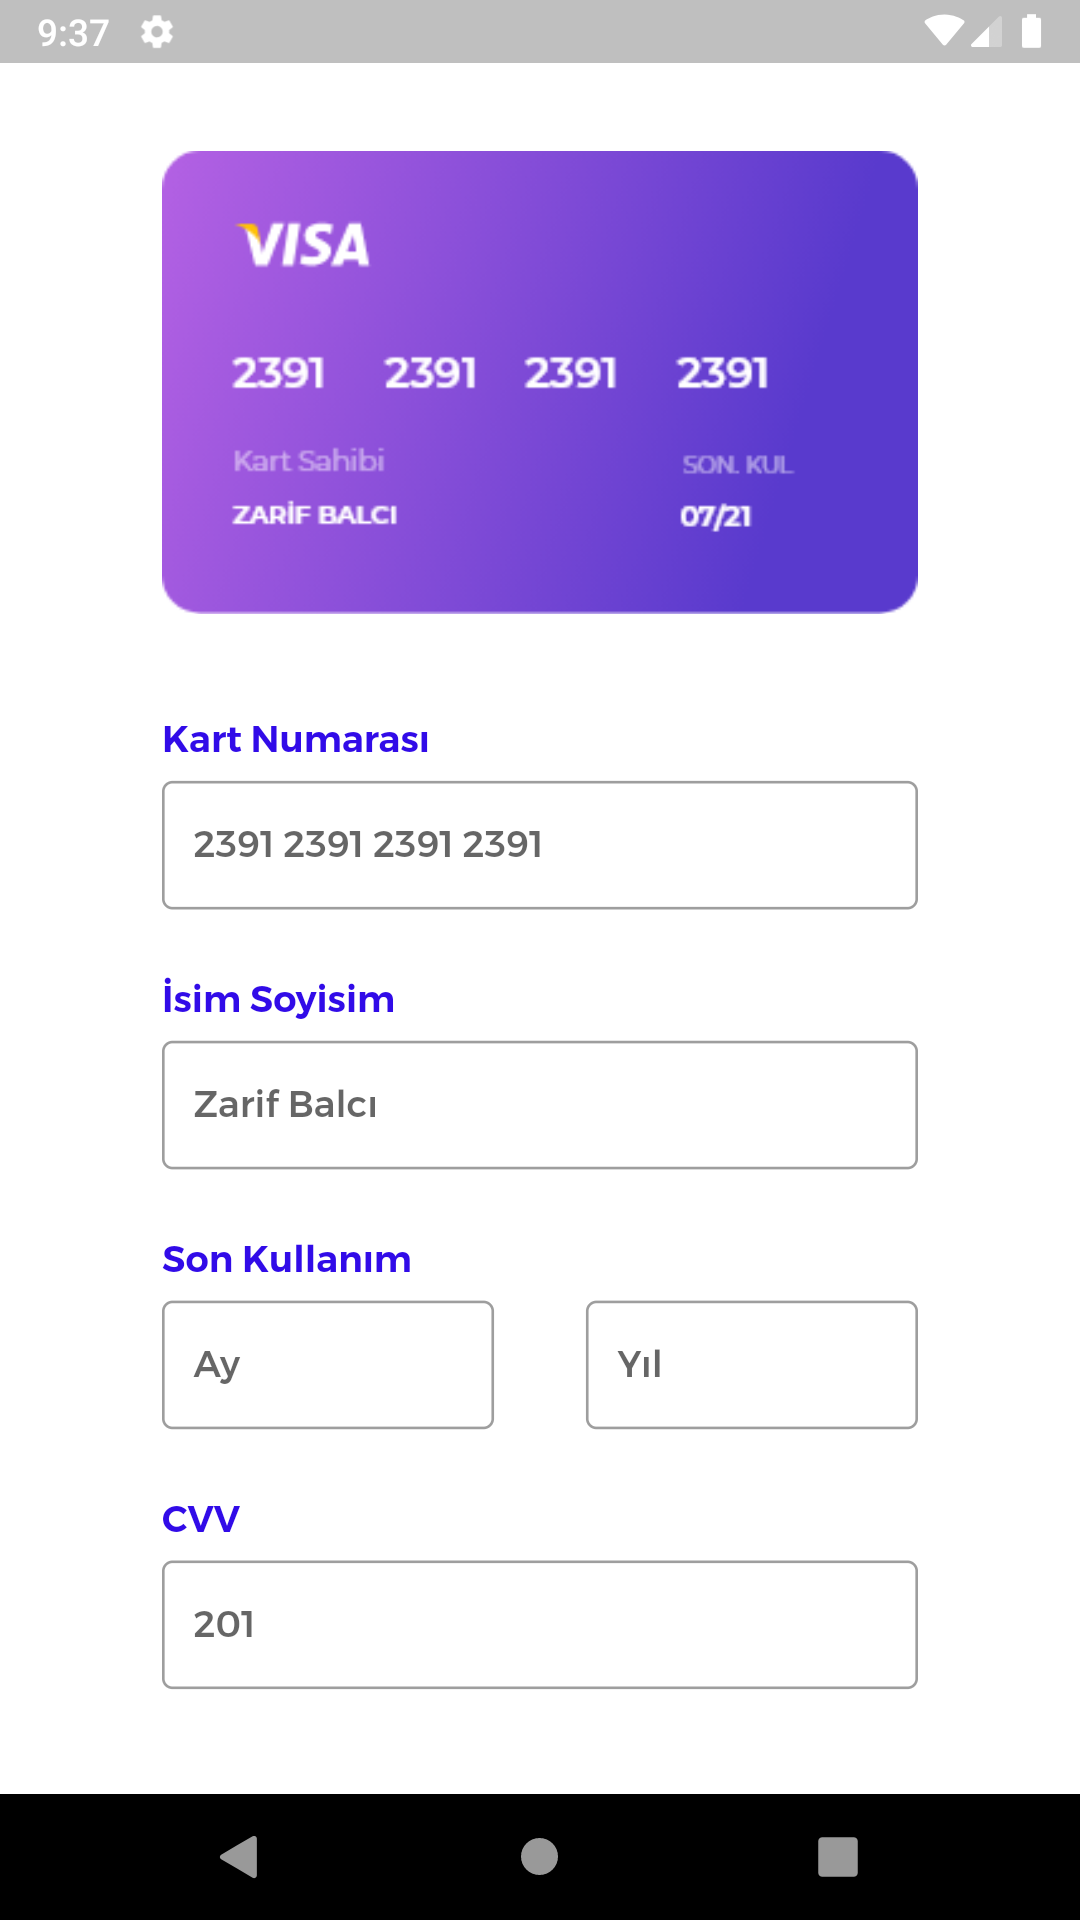 9:37
VISA
2391 2391 2391 2391
Kart Sahibi SON. KUL
ZARİF BALCI 07/21
Kart Numarası
2391 2391 2391 2391
İsim Soyisim
Zarif Balcı
Son Kullanım
Ay Yıl
CVV
201